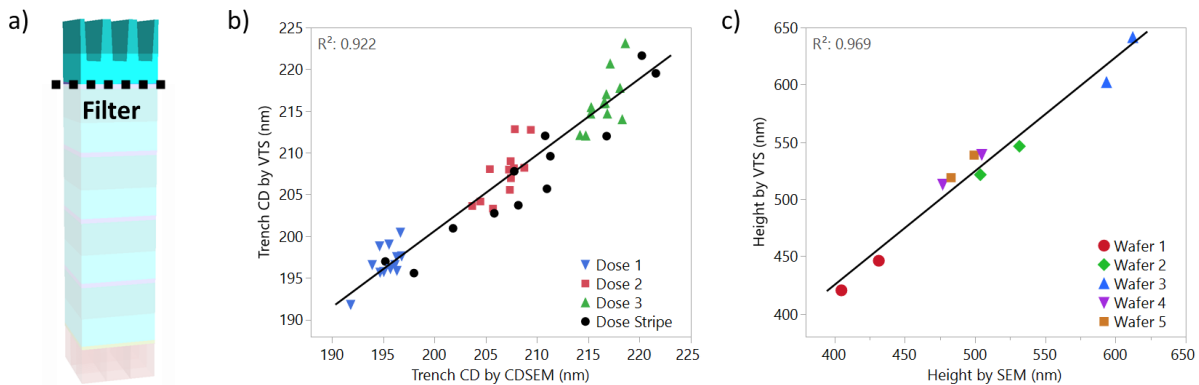 a)
Filter
b)
R²: 0.922
Trench CD by VTS (nm)
225
220
215
210
205
200
195
190
190
195
200
205
210
215
220
225
Trench CD by CDSEM (nm)
Dose 1
Dose 2
Dose 3
Dose Stripe
c)
R²: 0.969
Height by VTS (nm)
650
600
550
500
450
400
400
450
500
550
600
650
Height by SEM (nm)
Wafer 1
Wafer 2
Wafer 3
Wafer 4
Wafer 5